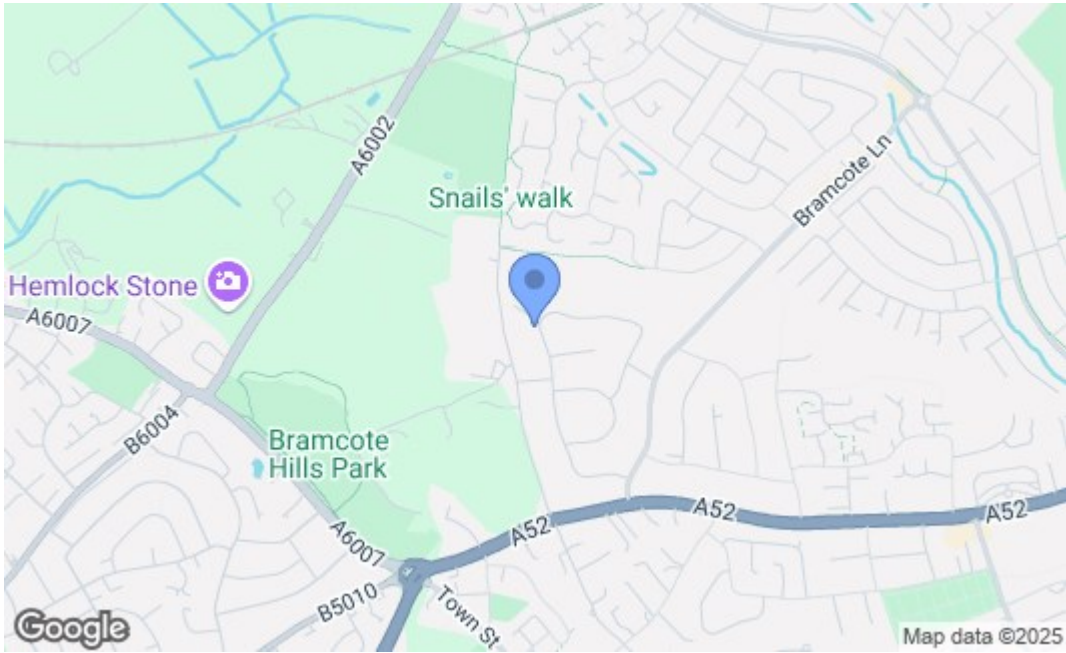 A6002
Snails' walk
Bramcote Ln
Hemlock Stone
A6007
B6004
Bramcote
Hills Park
A52
A52
A52
A6007
B5010
Town St
Google
Map data ©2025